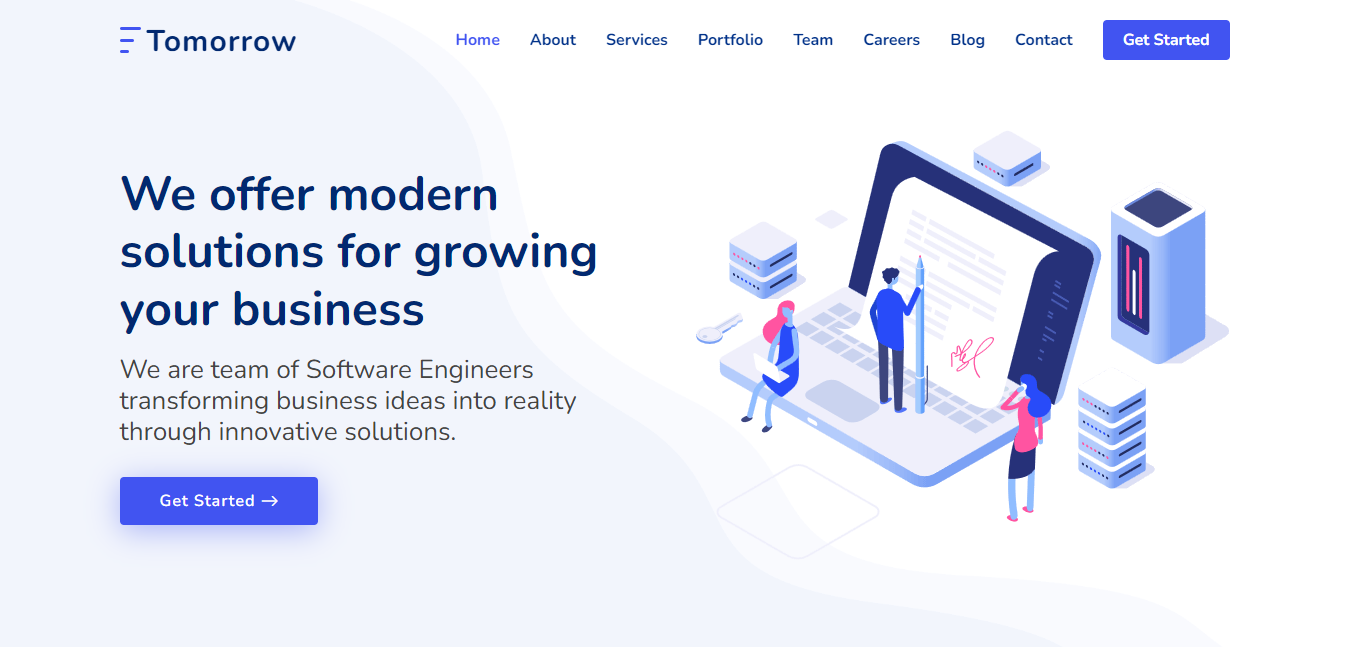 Tomorrow
Home About Services Portfolio Team Careers Blog Contact Get Started
We offer modern
solutions for growing
your business
We are team of Software Engineers
transforming business ideas into reality
through innovative solutions.
Get Started →